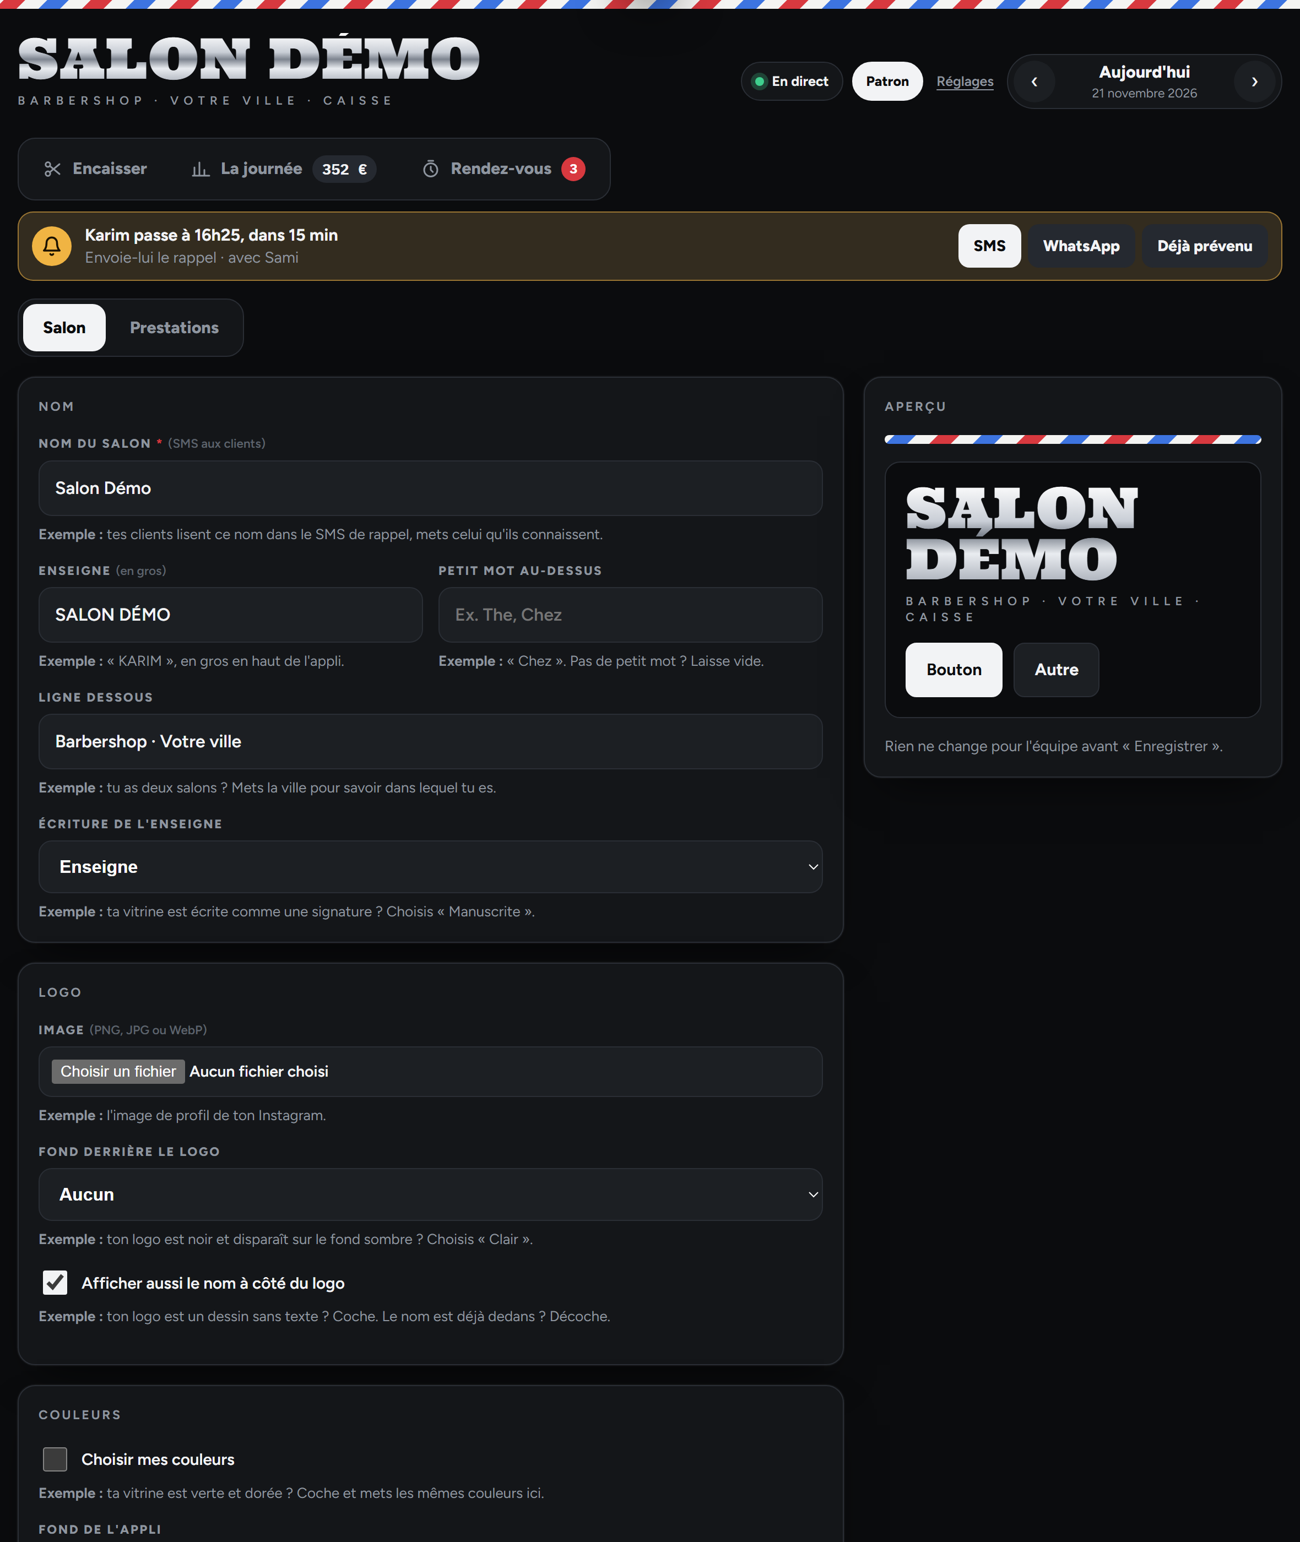 SALON DÉMO
BARBERSHOP · VOTRE VILLE · CAISSE
En direct
Patron
Réglages
‹
Aujourd'hui
21 novembre 2026
›
Encaisser
La journée
352 €
Rendez-vous
3
Karim passe à 16h25, dans 15 min
Envoie-lui le rappel · avec Sami
SMS
WhatsApp
Déjà prévenu
Salon
Prestations
NOM
NOM DU SALON * (SMS aux clients)
Salon Démo
Exemple : tes clients lisent ce nom dans le SMS de rappel, mets celui qu'ils connaissent.
ENSEIGNE (en gros)
SALON DÉMO
Exemple : « KARIM », en gros en haut de l'appli.
PETIT MOT AU-DESSUS
Ex. The, Chez
Exemple : « Chez ». Pas de petit mot ? Laisse vide.
LIGNE DESSOUS
Barbershop · Votre ville
Exemple : tu as deux salons ? Mets la ville pour savoir dans lequel tu es.
ÉCRITURE DE L'ENSEIGNE
Enseigne
Exemple : ta vitrine est écrite comme une signature ? Choisis « Manuscrite ».
APERÇU
SALON
DÉMO
BARBERSHOP · VOTRE VILLE ·
CAISSE
Bouton
Autre
Rien ne change pour l'équipe avant « Enregistrer ».
LOGO
IMAGE (PNG, JPG ou WebP)
Choisir un fichier Aucun fichier choisi
Exemple : l'image de profil de ton Instagram.
FOND DERRIÈRE LE LOGO
Aucun
Exemple : ton logo est noir et disparaît sur le fond sombre ? Choisis « Clair ».
Afficher aussi le nom à côté du logo
Exemple : ton logo est un dessin sans texte ? Coche. Le nom est déjà dedans ? Décoche.
COULEURS
Choisir mes couleurs
Exemple : ta vitrine est verte et dorée ? Coche et mets les mêmes couleurs ici.
FOND DE L'APPLI